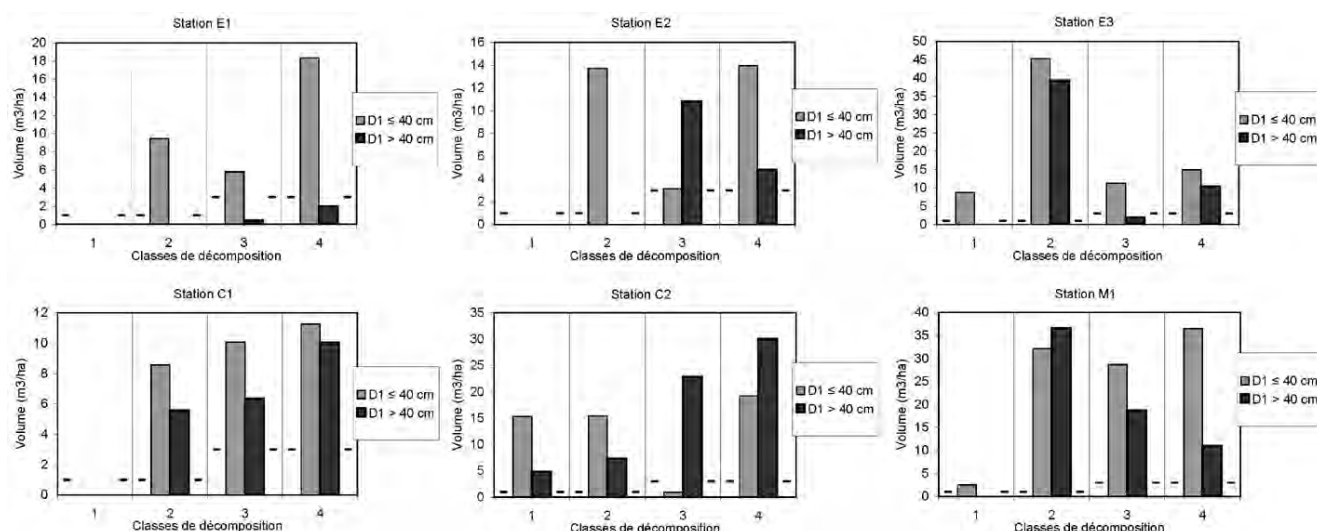 Station E1
Volume (m3/ha)
20
18
16
14
12
10
8
6
4
2
0
1 2 3 4
Classes de décomposition
D1 ≤ 40 cm
D1 > 40 cm
Station E2
Volume (m3/ha)
16
14
12
10
8
6
4
2
0
1 2 3 4
Classes de décomposition
D1 ≤ 40 cm
D1 > 40 cm
Station E3
Volume (m3/ha)
50
45
40
35
30
25
20
15
10
5
0
1 2 3 4
Classes de décomposition
D1 ≤ 40 cm
D1 > 40 cm
Station C1
Volume (m3/ha)
12
10
8
6
4
2
0
1 2 3 4
Classes de décomposition
D1 ≤ 40 cm
D1 > 40 cm
Station C2
Volume (m3/ha)
35
30
25
20
15
10
5
0
1 2 3 4
Classes de décomposition
D1 ≤ 40 cm
D1 > 40 cm
Station M1
Volume (m3/ha)
40
35
30
25
20
15
10
5
0
1 2 3 4
Classes de décomposition
D1 ≤ 40 cm
D1 > 40 cm